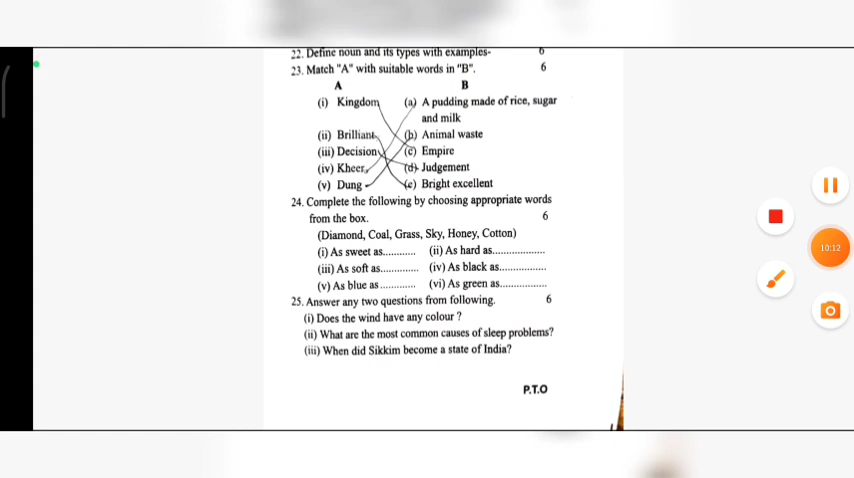 22. Define noun and its types with examples- 6
23. Match "A" with suitable words in "B". 6
A B
(i) Kingdom (a) A pudding made of rice, sugar
and milk
(ii) Brilliant (b) Animal waste
(iii) Decision (c) Empire
(iv) Kheer (d) Judgement
(v) Dung (e) Bright excellent
24. Complete the following by choosing appropriate words
from the box. 6
(Diamond, Coal, Grass, Sky, Honey, Cotton)
(i) As sweet as............ (ii) As hard as...................
(iii) As soft as.............. (iv) As black as.................
(v) As blue as ............. (vi) As green as.................
25. Answer any two questions from following. 6
(i) Does the wind have any colour ?
(ii) What are the most common causes of sleep problems?
(iii) When did Sikkim become a state of India?
P.T.O
10:12